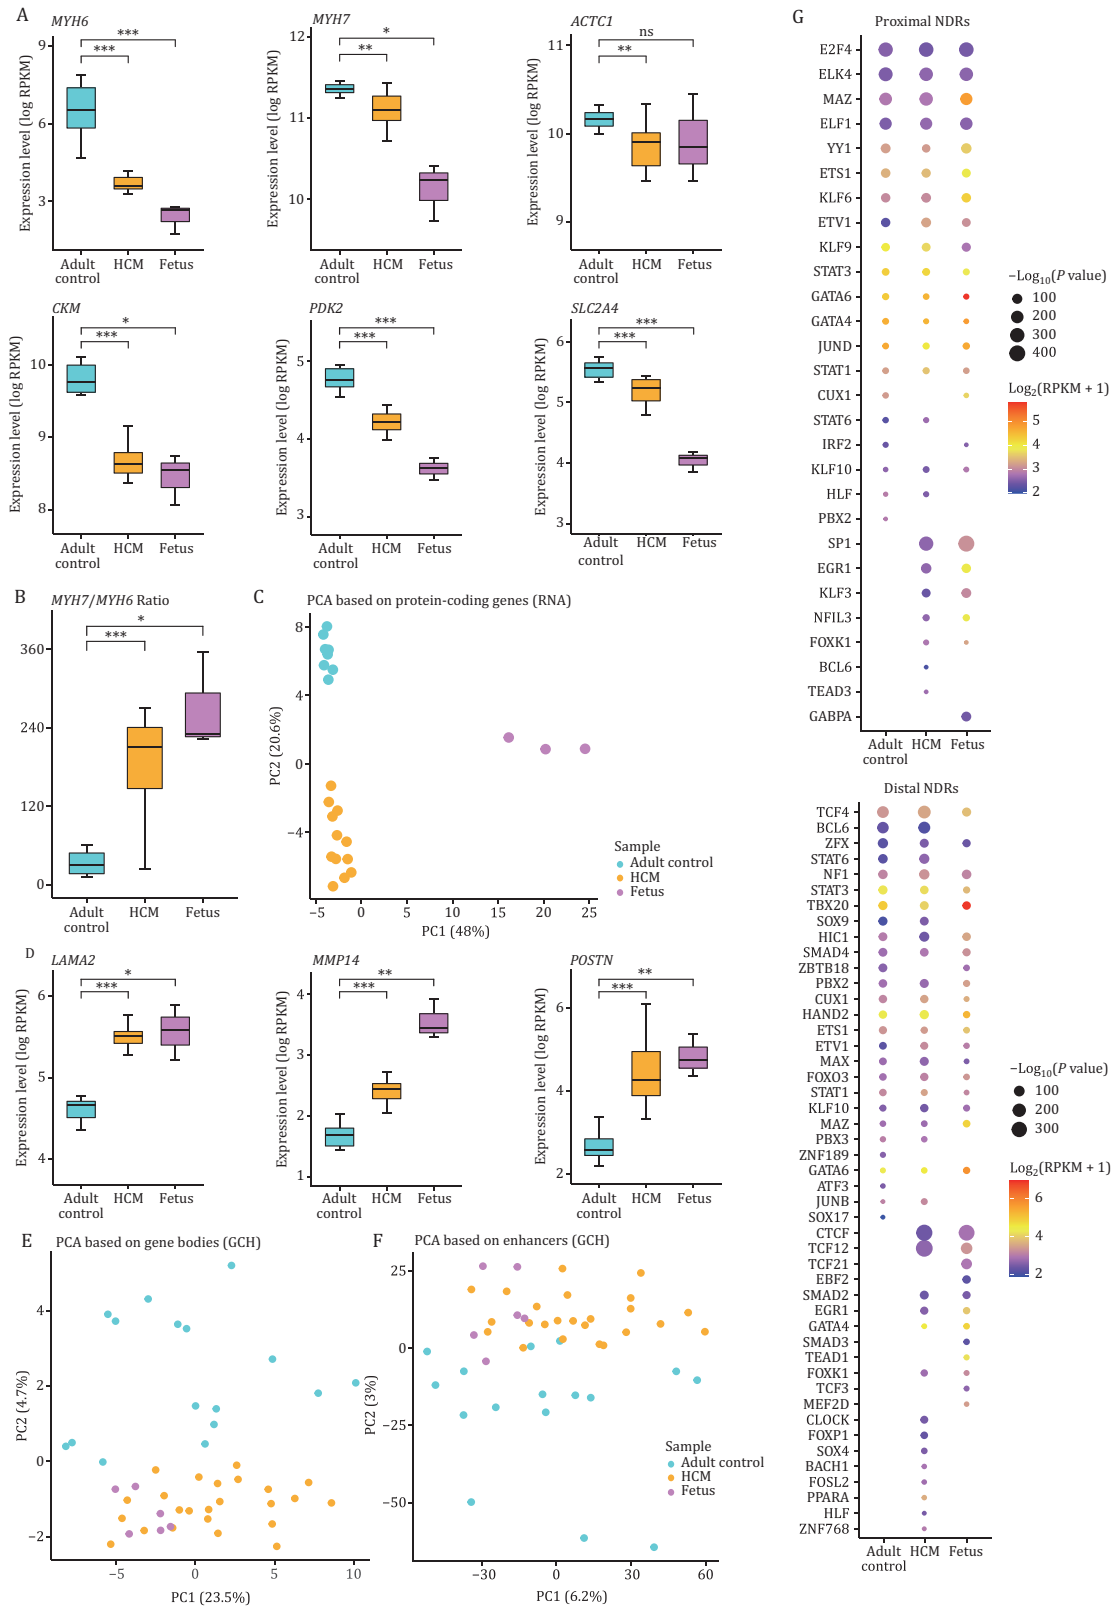 A
MYH6
Expression level (log RPKM)
9
6
3
***
***
Adult control
HCM
Fetus
MYH7
Expression level (log RPKM)
12
11
10
*
**
Adult control
HCM
Fetus
ACTC1
Expression level (log RPKM)
11
10
9
ns
**
Adult control
HCM
Fetus
CKM
Expression level (log RPKM)
10
9
8
*
***
Adult control
HCM
Fetus
PDK2
Expression level (log RPKM)
5
4
3
***
***
Adult control
HCM
Fetus
SLC2A4
Expression level (log RPKM)
6
5
4
3
***
***
Adult control
HCM
Fetus
B
MYH7/MYH6 Ratio
360
240
120
0
*
***
Adult control
HCM
Fetus
C
PCA based on protein-coding genes (RNA)
PC2 (20.6%)
8
4
0
−4
−5
0
5
10
15
20
25
PC1 (48%)
Sample
Adult control
HCM
Fetus
D
LAMA2
Expression level (log RPKM)
6
5
4
*
***
Adult control
HCM
Fetus
MMP14
Expression level (log RPKM)
4
3
2
1
**
***
Adult control
HCM
Fetus
POSTN
Expression level (log RPKM)
6
4
2
**
***
Adult control
HCM
Fetus
E
PCA based on gene bodies (GCH)
PC2 (4.7%)
4
2
0
−2
−5
0
5
10
PC1 (23.5%)
F
PCA based on enhancers (GCH)
PC2 (3%)
25
0
−25
−50
−30
0
30
60
PC1 (6.2%)
Sample
Adult control
HCM
Fetus
G
Proximal NDRs
E2F4
ELK4
MAZ
ELF1
YY1
ETS1
KLF6
ETV1
KLF9
STAT3
GATA6
GATA4
JUND
STAT1
CUX1
STAT6
IRF2
KLF10
HLF
PBX2
SP1
EGR1
KLF3
NFIL3
FOXK1
BCL6
TEAD3
GABPA
Adult control
HCM
Fetus
−Log10(P value)
100
200
300
400
Log2(RPKM + 1)
5
4
3
2
Distal NDRs
TCF4
BCL6
ZFX
STAT6
NF1
STAT3
TBX20
SOX9
HIC1
SMAD4
ZBTB18
PBX2
CUX1
HAND2
ETS1
ETV1
MAX
FOXO3
STAT1
KLF10
MAZ
PBX3
ZNF189
GATA6
ATF3
JUNB
SOX17
CTCF
TCF12
TCF21
EBF2
SMAD2
EGR1
GATA4
SMAD3
TEAD1
FOXK1
TCF3
MEF2D
CLOCK
FOXP1
SOX4
BACH1
FOSL2
PPARA
HLF
ZNF768
Adult control
HCM
Fetus
−Log10(P value)
100
200
300
Log2(RPKM + 1)
6
4
2